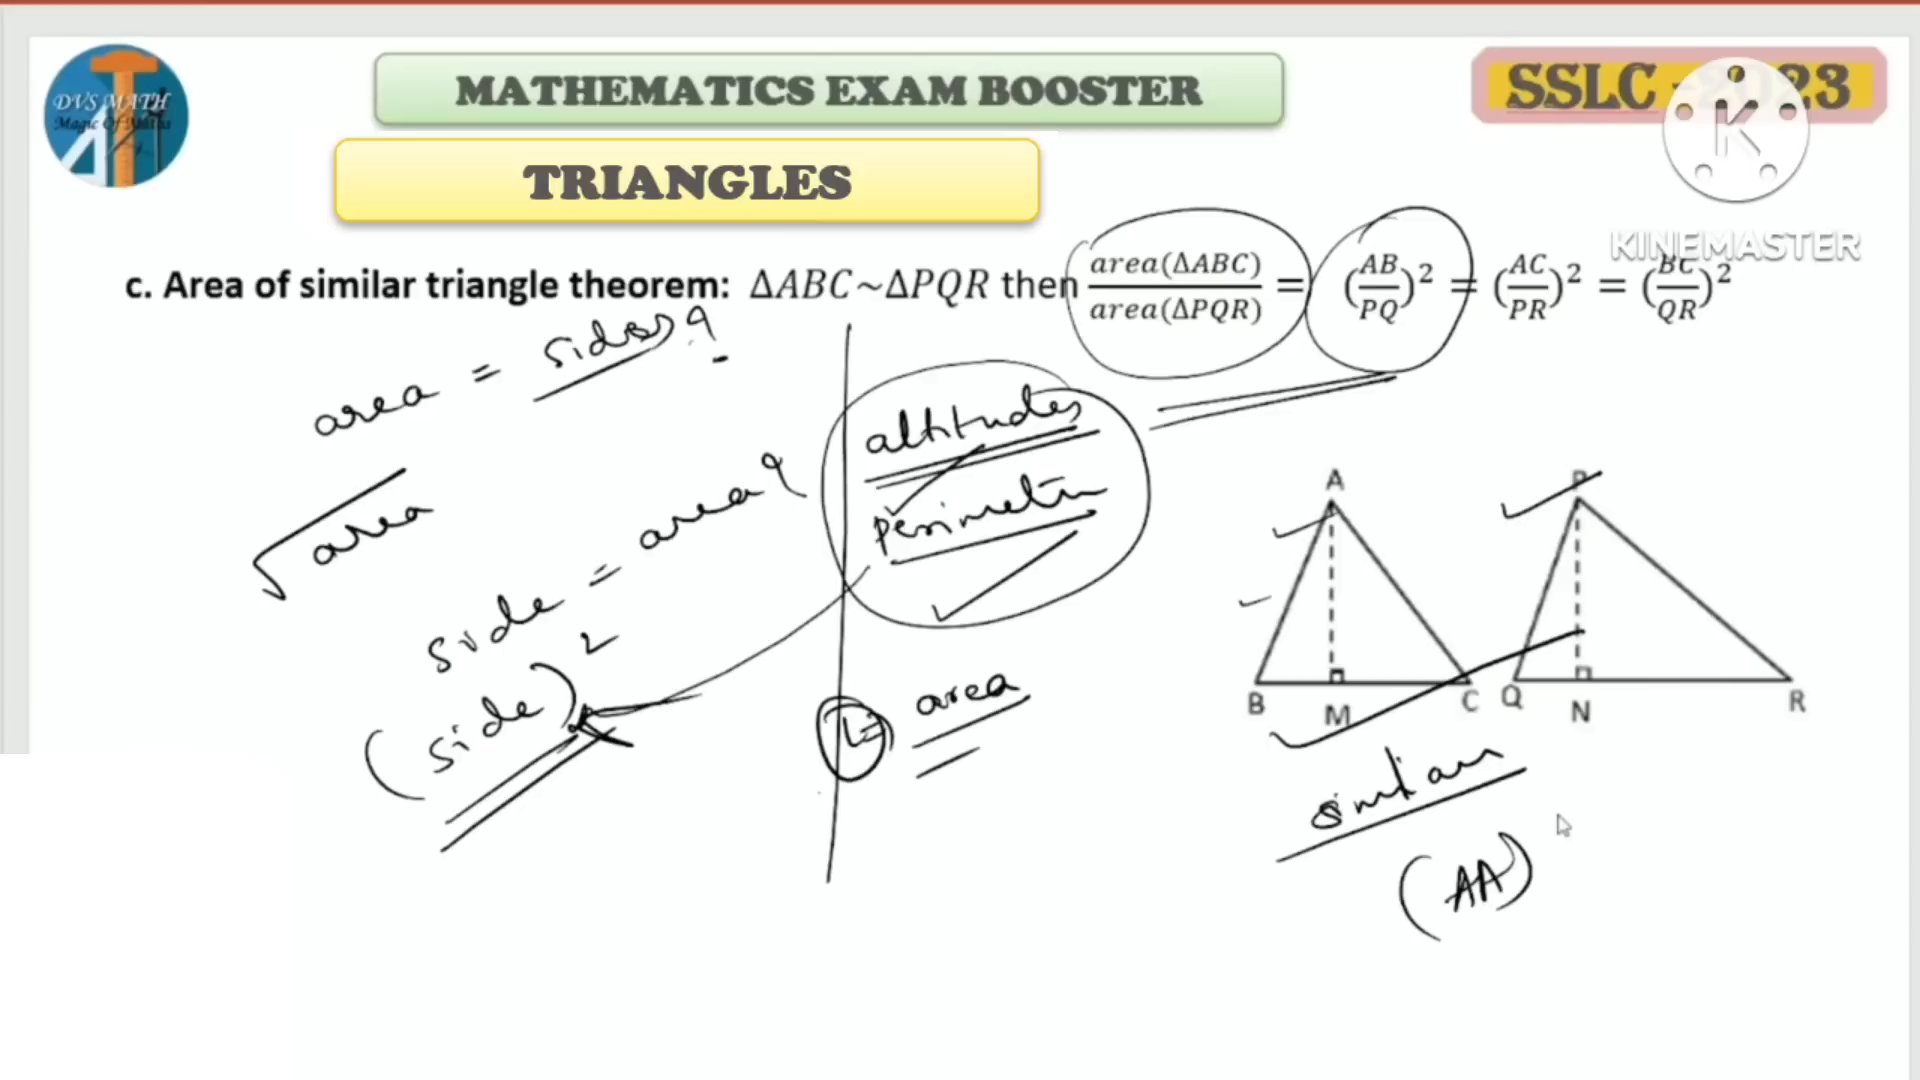 DVS MATH
Magic Of Maths
MATHEMATICS EXAM BOOSTER
SSLC -2023
K
KINEMASTER
TRIANGLES
c. Area of similar triangle theorem: ΔABC~ΔPQR then area(ΔABC)/area(ΔPQR) = (AB/PQ)² = (AC/PR)² = (BC/QR)²
area = sides ?
altitudes
√area
side = area ?
perimeter
(side)²
area
A P
B M C Q N R
similar
(AA)